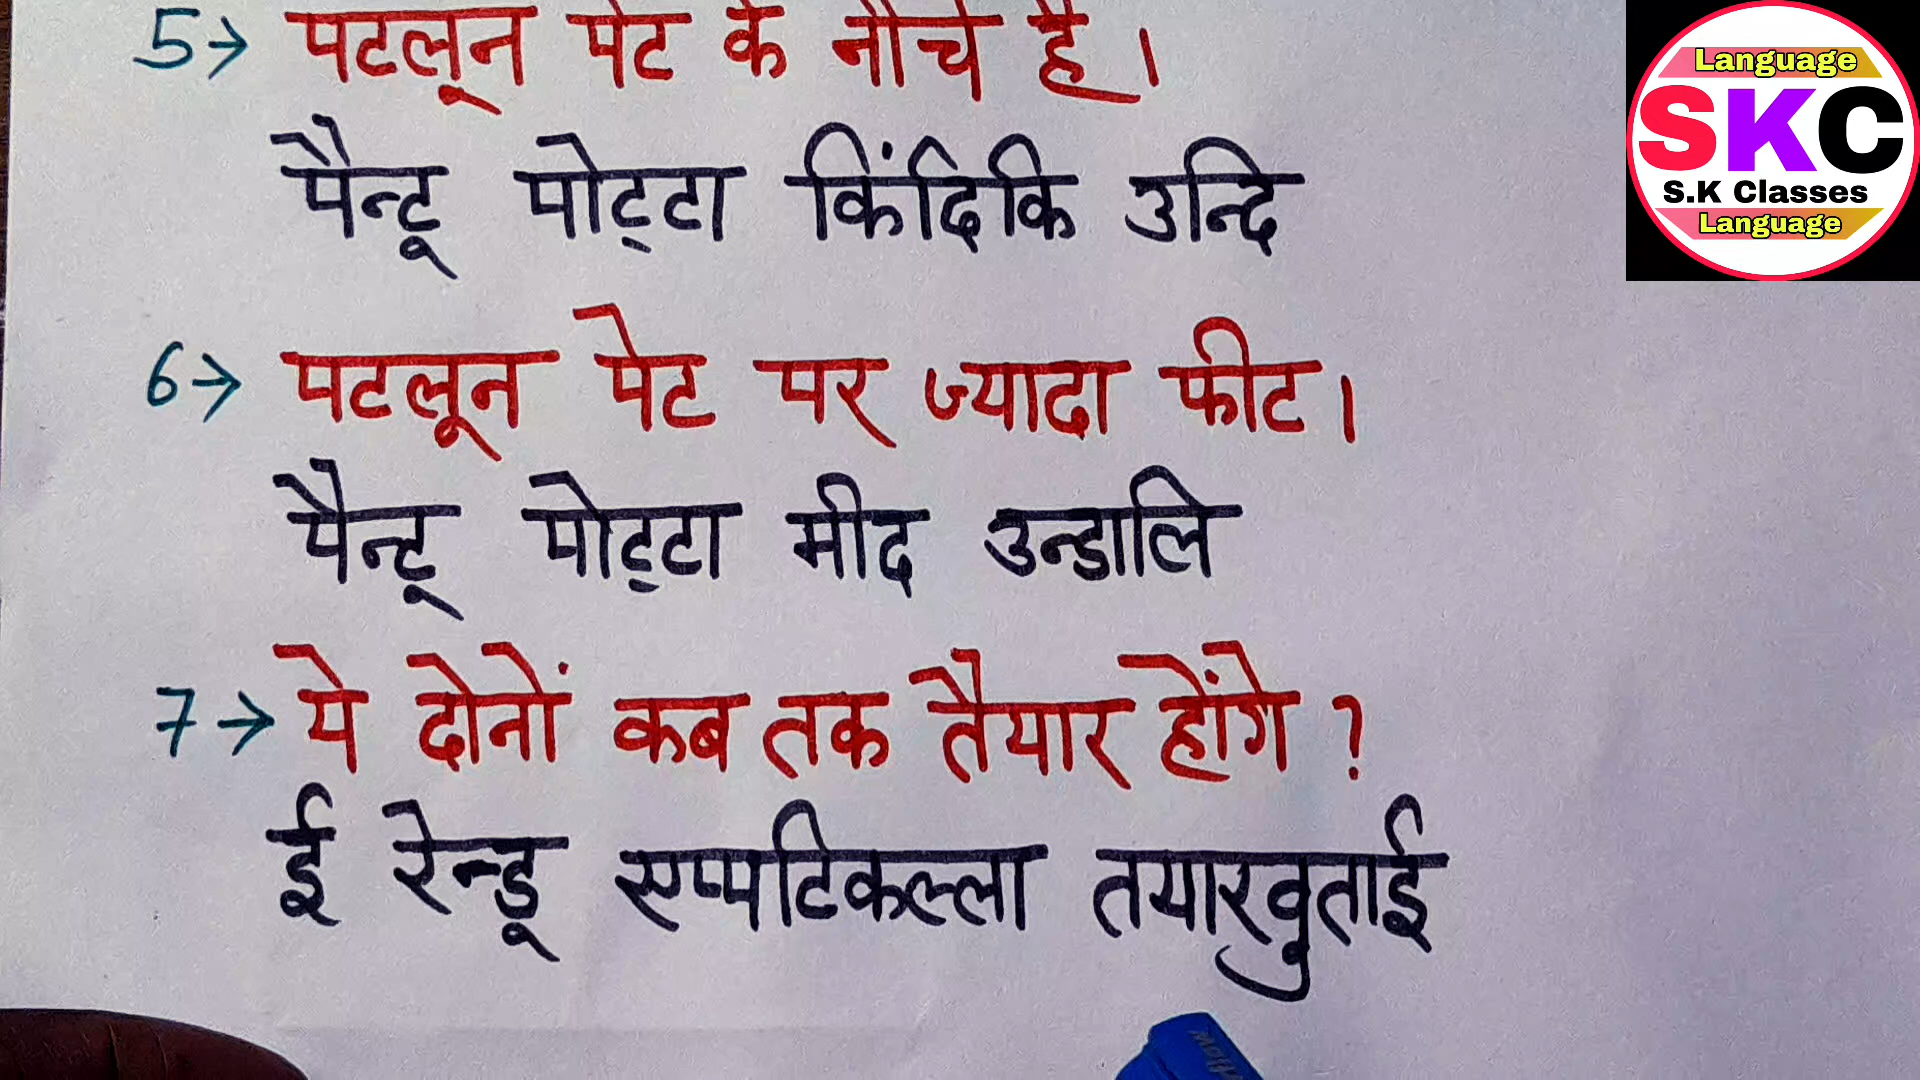 5→ पटलून पेट के नीचे है।
पैन्टू पोट्टा किंदिकि उन्दि
6→ पटलून पेट पर ज्यादा फीट।
पैन्टू पोट्टा मीद उन्डालि
7→ ये दोनों कब तक तैयार होंगे ?
ई रेन्डू एप्पटिकल्ला तयारवुताई
Language
SKC
S.K Classes
Language